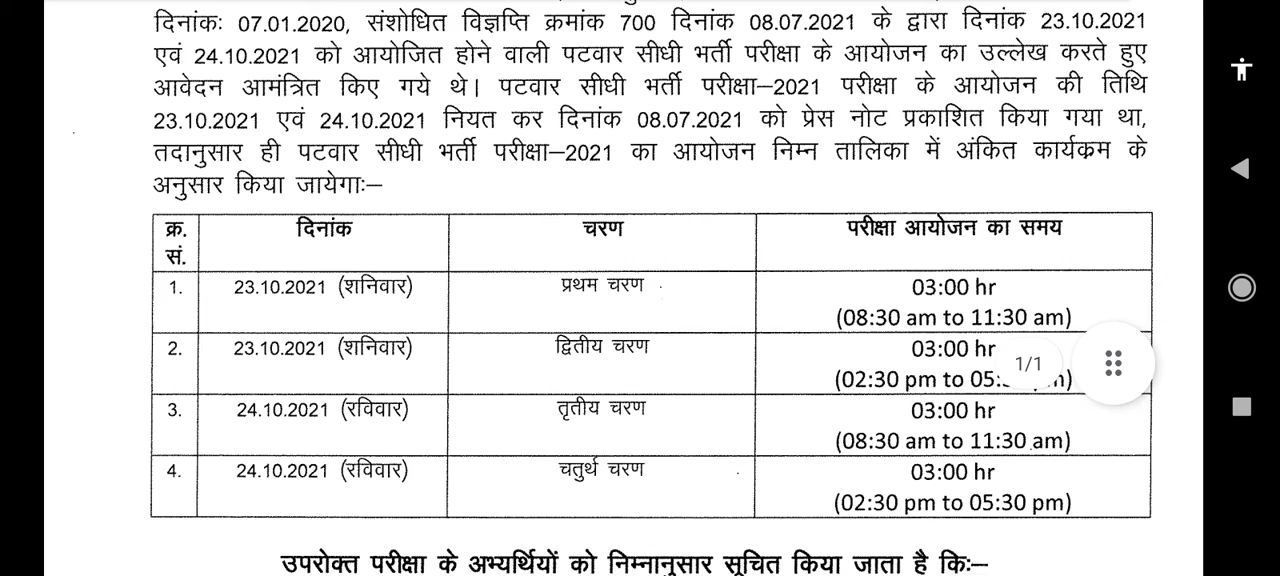 दिनांकः 07.01.2020, संशोधित विज्ञप्ति क्रमांक 700 दिनांक 08.07.2021 के द्वारा दिनांक 23.10.2021
एवं 24.10.2021 को आयोजित होने वाली पटवार सीधी भर्ती परीक्षा के आयोजन का उल्लेख करते हुए
आवेदन आमंत्रित किए गये थे। पटवार सीधी भर्ती परीक्षा–2021 परीक्षा के आयोजन की तिथि
23.10.2021 एवं 24.10.2021 नियत कर दिनांक 08.07.2021 को प्रेस नोट प्रकाशित किया गया था,
तदानुसार ही पटवार सीधी भर्ती परीक्षा–2021 का आयोजन निम्न तालिका में अंकित कार्यक्रम के
अनुसार किया जायेगाः–
क्र. दिनांक चरण परीक्षा आयोजन का समय
सं.
1. 23.10.2021 (शनिवार) प्रथम चरण 03:00 hr
(08:30 am to 11:30 am)
2. 23.10.2021 (शनिवार) द्वितीय चरण 03:00 hr
1/1
(02:30 pm to
3. 24.10.2021 (रविवार) तृतीय चरण 03:00 hr
(08:30 am to 11:30 am)
4. 24.10.2021 (रविवार) चतुर्थ चरण 03:00 hr
(02:30 pm to 05:30 pm)
उपरोक्त परीक्षा के अभ्यर्थियों को निम्नानुसार सूचित किया जाता है किः–